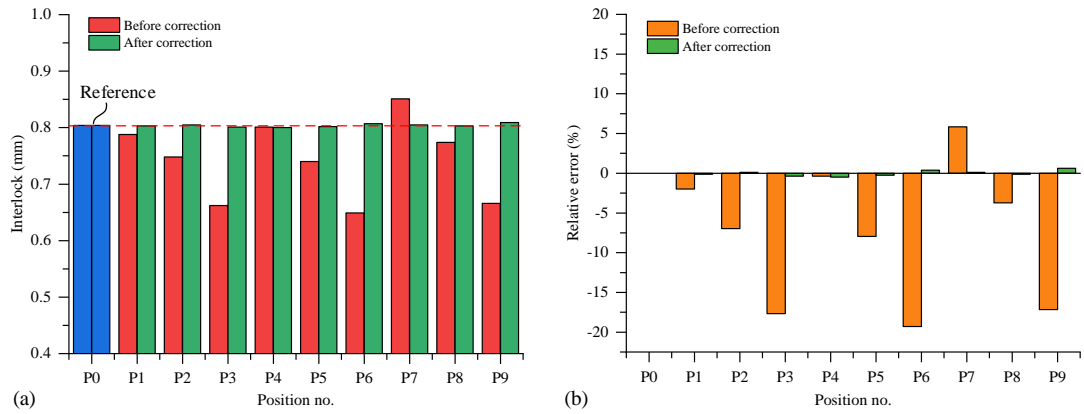 Before correction
After correction
Reference
Interlock (mm)
1.0
0.9
0.8
0.7
0.6
0.5
0.4
P0 P1 P2 P3 P4 P5 P6 P7 P8 P9
Position no.
(a)
Before correction
After correction
Relative error (%)
20
15
10
5
0
-5
-10
-15
-20
P0 P1 P2 P3 P4 P5 P6 P7 P8 P9
Position no.
(b)